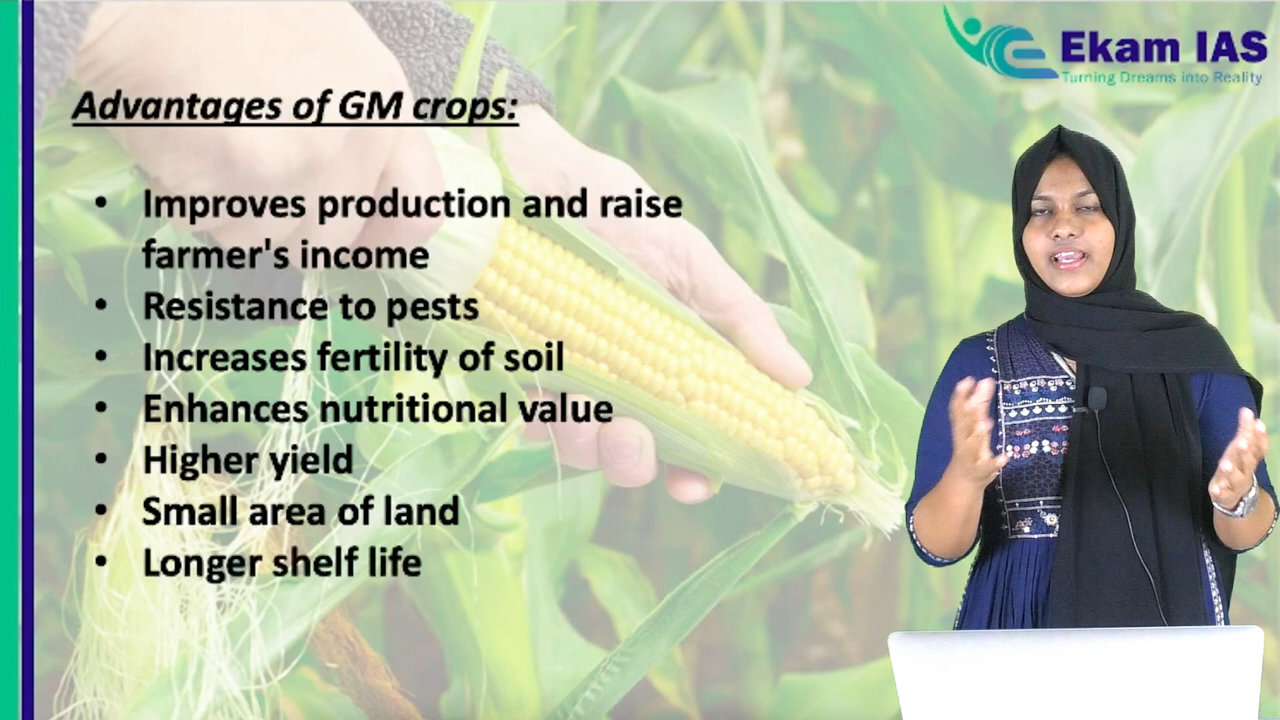 Ekam IAS
Turning Dreams into Reality
Advantages of GM crops:
• Improves production and raise
farmer's income
• Resistance to pests
• Increases fertility of soil
• Enhances nutritional value
• Higher yield
• Small area of land
• Longer shelf life